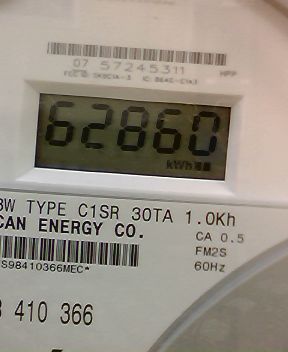 07 57245311
HPP
62860
kWh
3W TYPE C1SR 30TA 1.0Kh
CAN ENERGY CO.
CA 0.5
FM2S
60Hz
S98410366MEC*
410 366